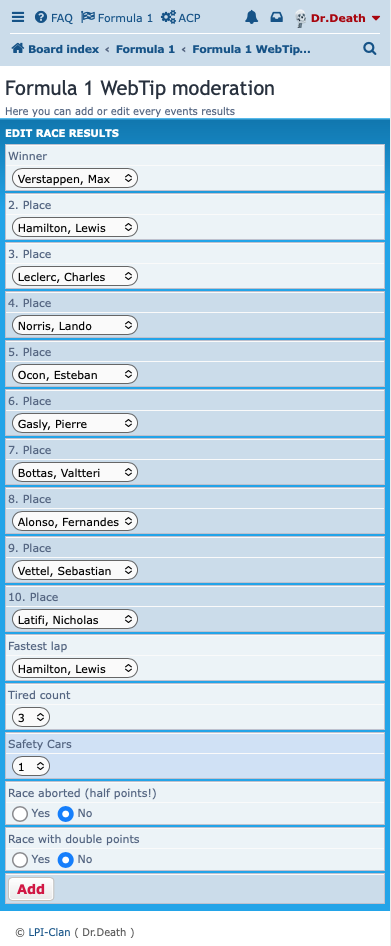 FAQ Formula 1 ACP Dr.Death
Board index ‹ Formula 1 ‹ Formula 1 WebTip...
Formula 1 WebTip moderation
Here you can add or edit every events results
EDIT RACE RESULTS
Winner
Verstappen, Max
2. Place
Hamilton, Lewis
3. Place
Leclerc, Charles
4. Place
Norris, Lando
5. Place
Ocon, Esteban
6. Place
Gasly, Pierre
7. Place
Bottas, Valtteri
8. Place
Alonso, Fernandes
9. Place
Vettel, Sebastian
10. Place
Latifi, Nicholas
Fastest lap
Hamilton, Lewis
Tired count
3
Safety Cars
1
Race aborted (half points!)
Yes No
Race with double points
Yes No
Add
© LPI-Clan ( Dr.Death )